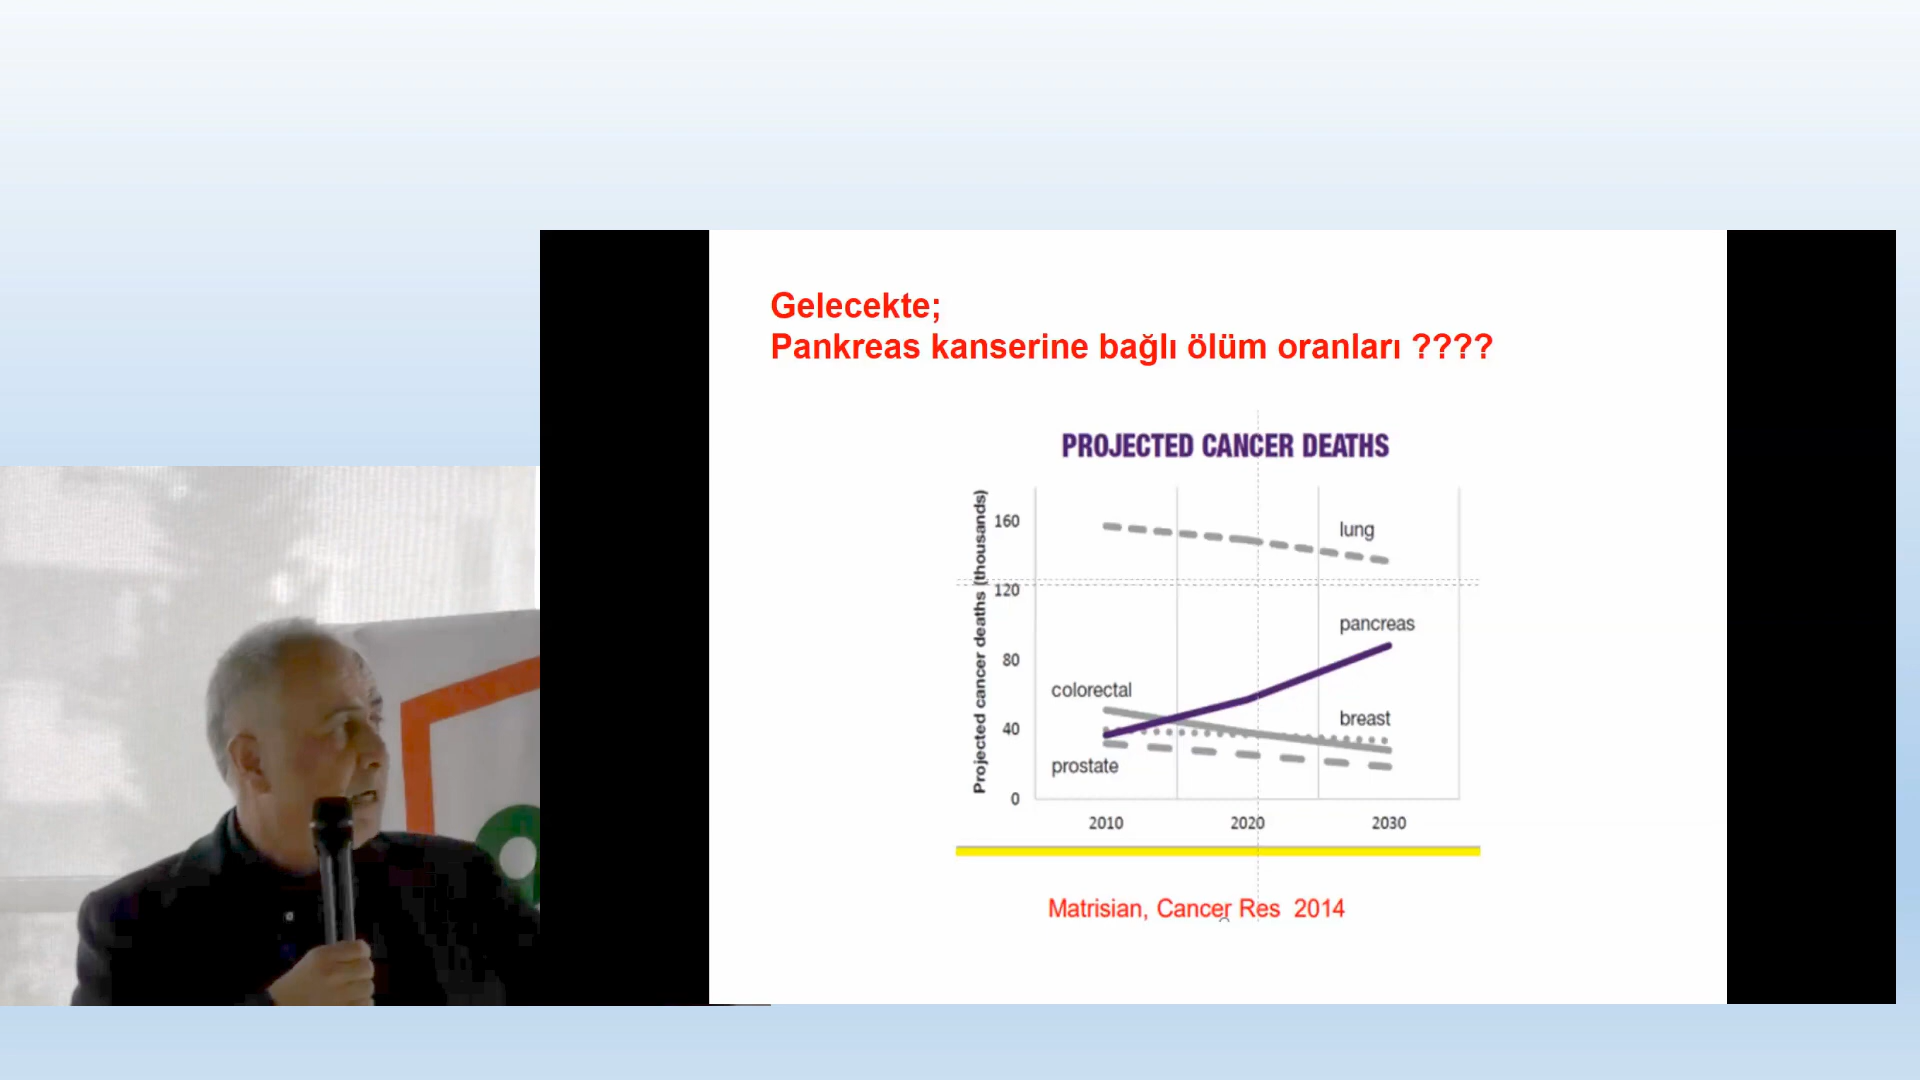 Gelecekte;
Pankreas kanserine bağlı ölüm oranları ????
PROJECTED CANCER DEATHS
Projected cancer deaths (thousands)
160
120
80
40
0
lung
pancreas
colorectal
breast
prostate
2010 2020 2030
Matrisian, Cancer Res 2014